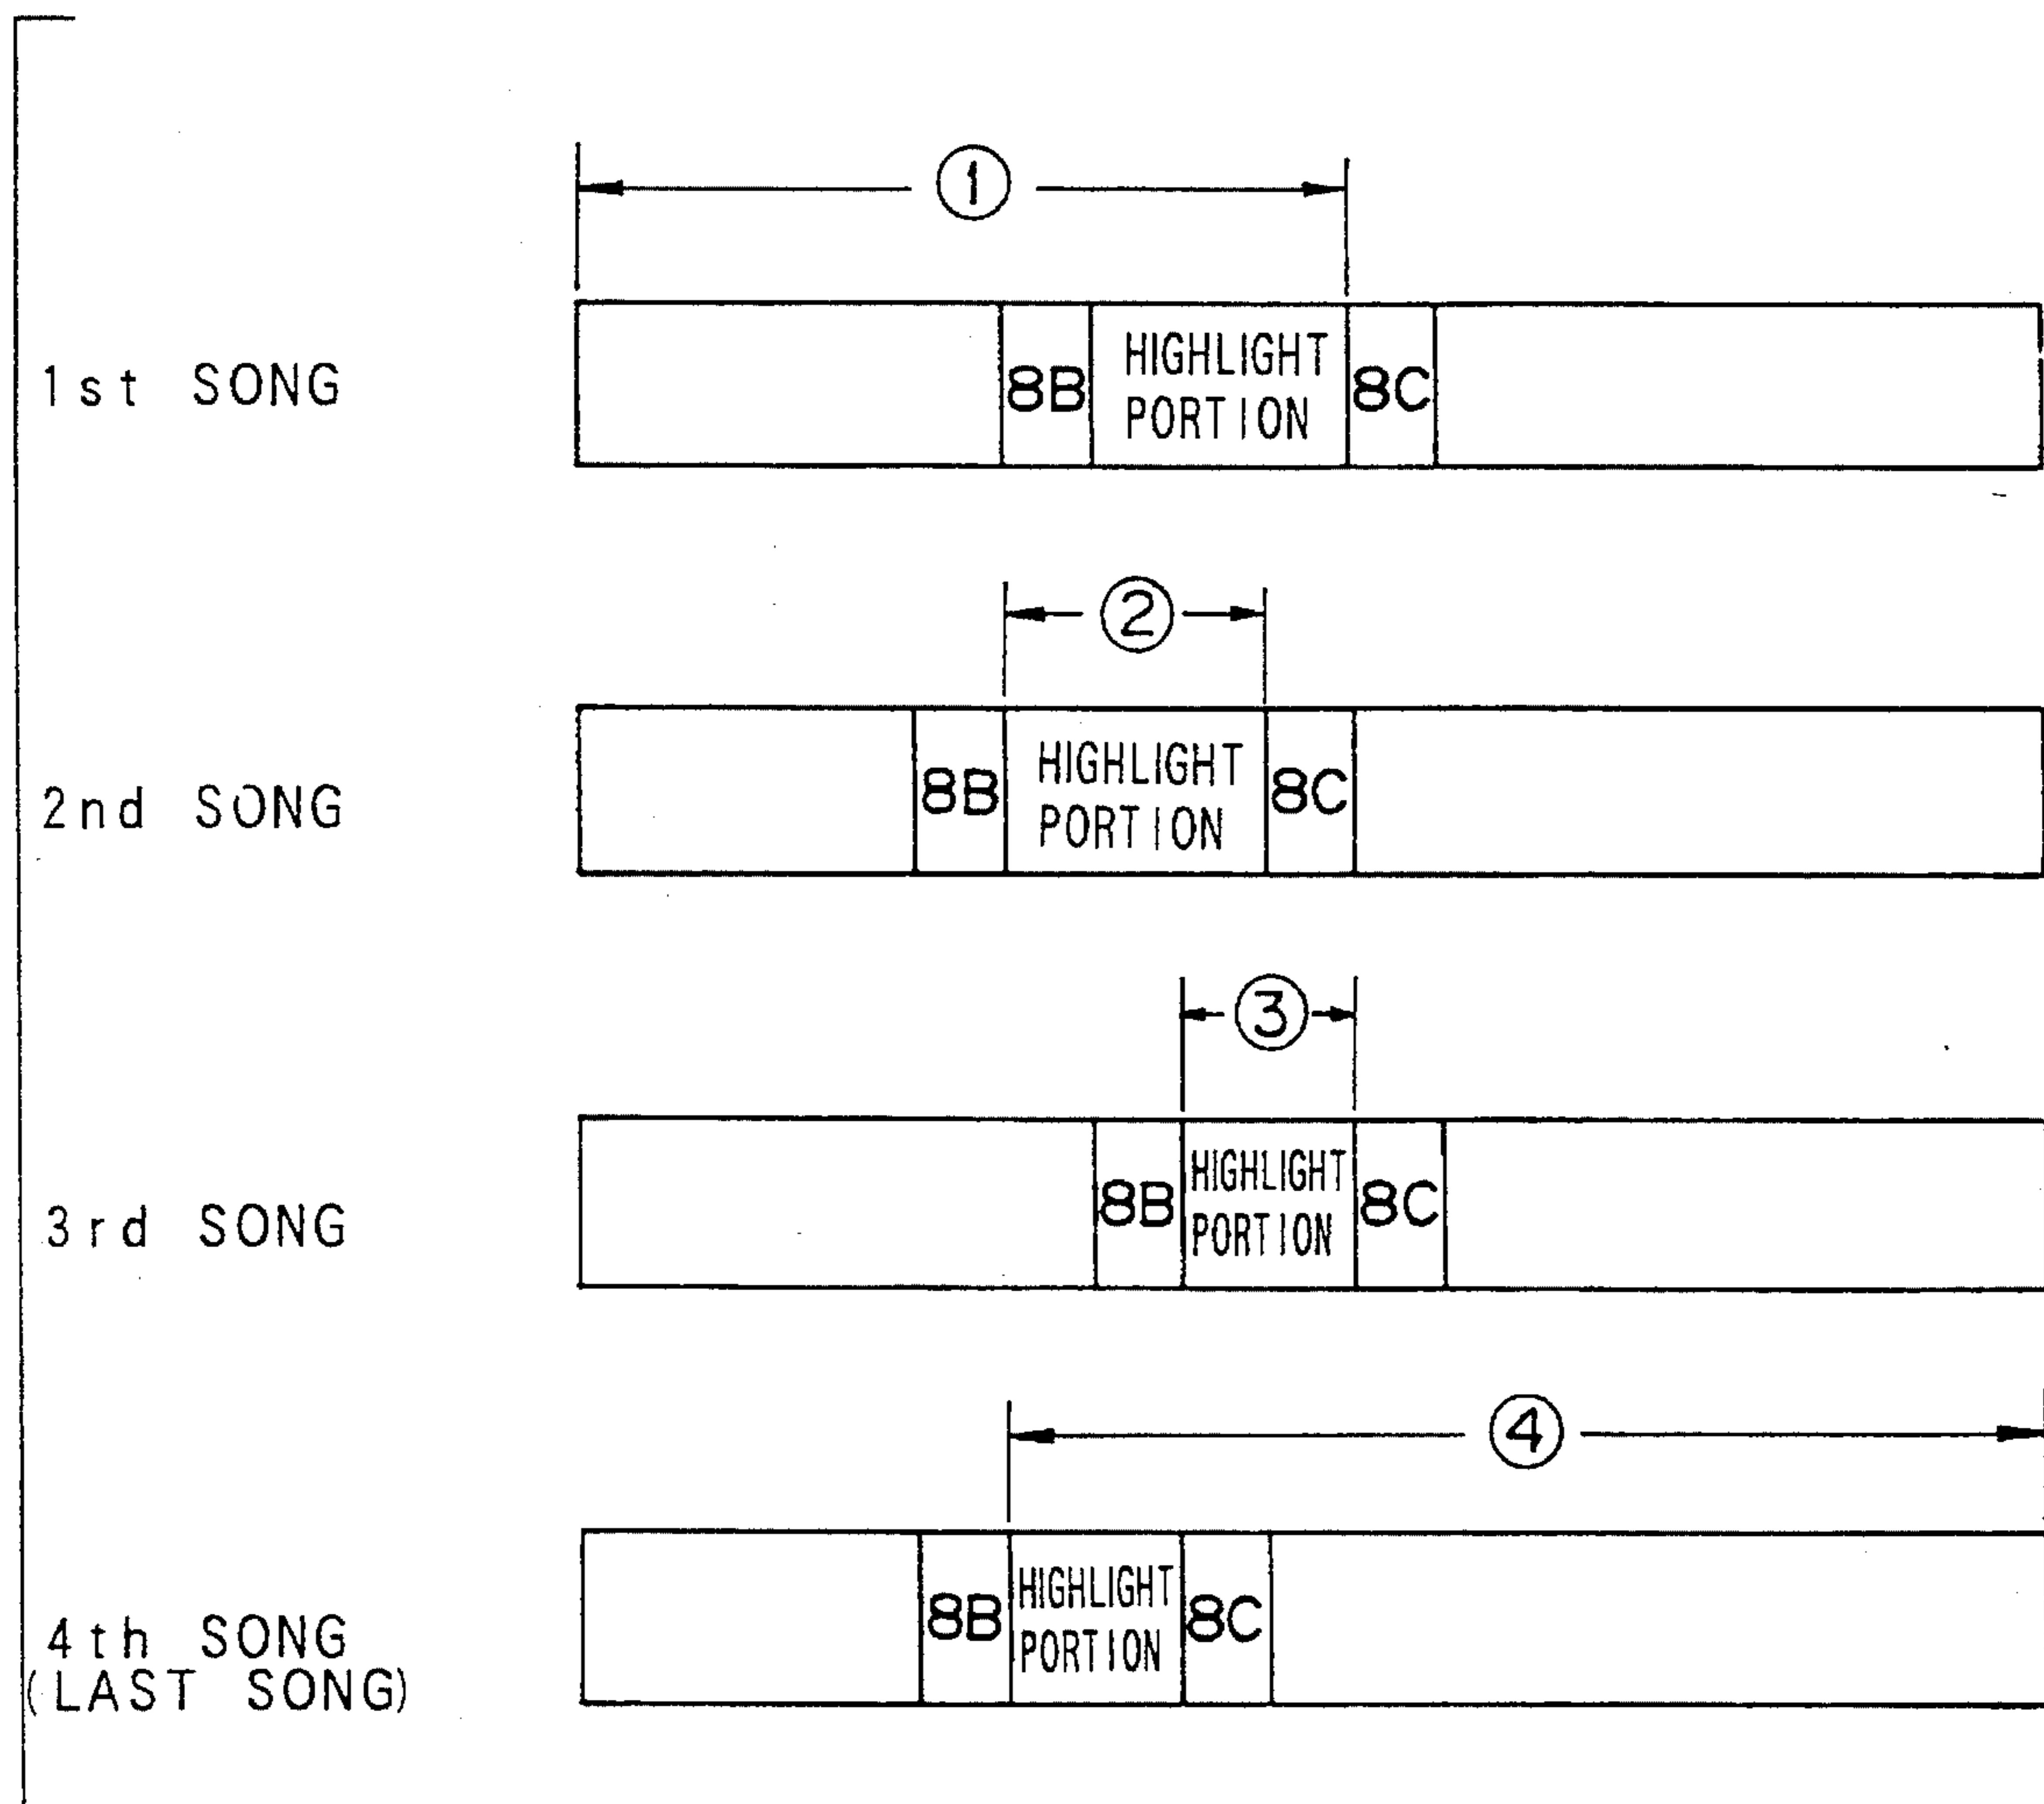 ①
1st SONG
8B
HIGHLIGHT
PORTION
8C
②
2nd SONG
8B
HIGHLIGHT
PORTION
8C
③
3rd SONG
8B
HIGHLIGHT
PORTION
8C
④
4th SONG
(LAST SONG)
8B
HIGHLIGHT
PORTION
8C